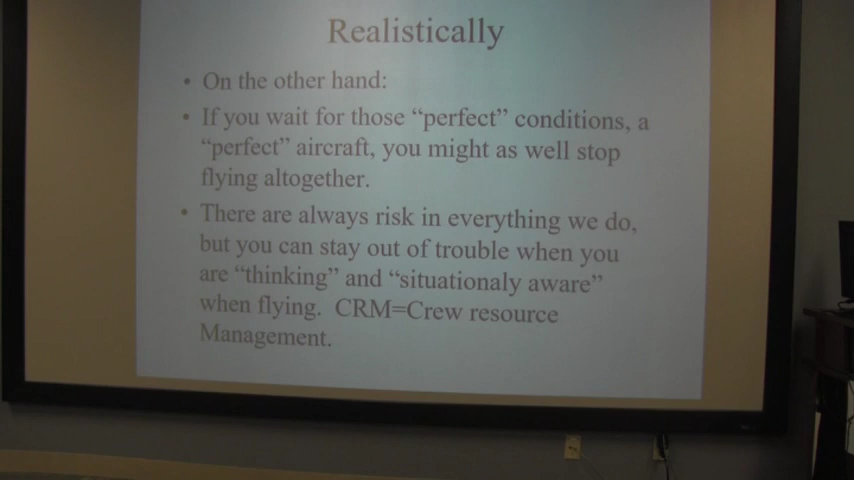 Realistically
• On the other hand:
• If you wait for those “perfect” conditions, a
“perfect” aircraft, you might as well stop
flying altogether.
• There are always risk in everything we do,
but you can stay out of trouble when you
are “thinking” and “situationaly aware”
when flying. CRM=Crew resource
Management.